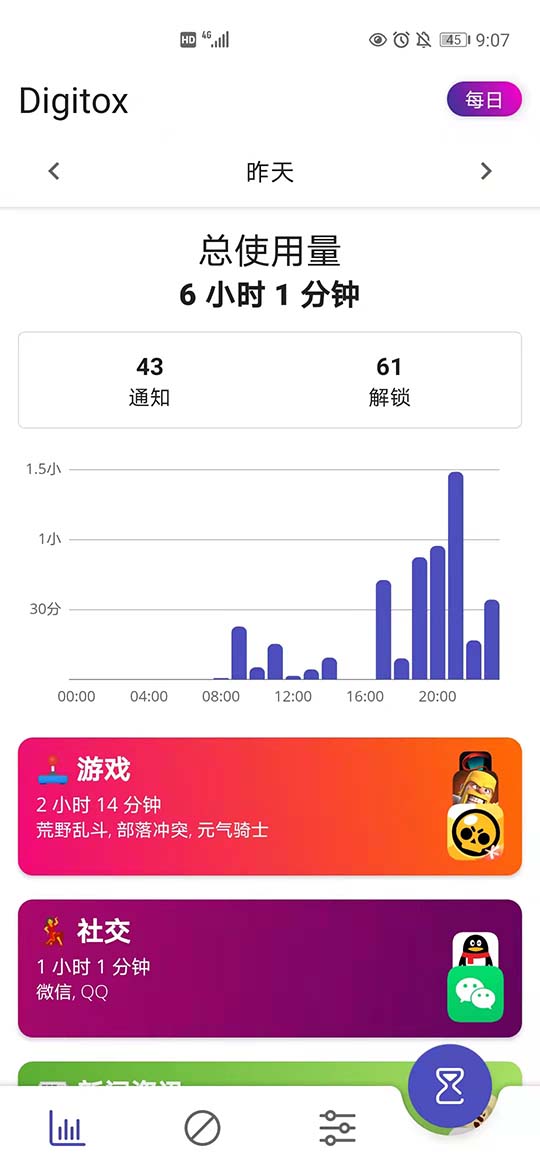 HD 4G 45 9:07
Digitox
每日
昨天
总使用量
6 小时 1 分钟
43
通知
61
解锁
1.5小
1小
30分
00:00 04:00 08:00 12:00 16:00 20:00
游戏
2 小时 14 分钟
荒野乱斗, 部落冲突, 元气骑士
社交
1 小时 1 分钟
微信, QQ
新闻资讯